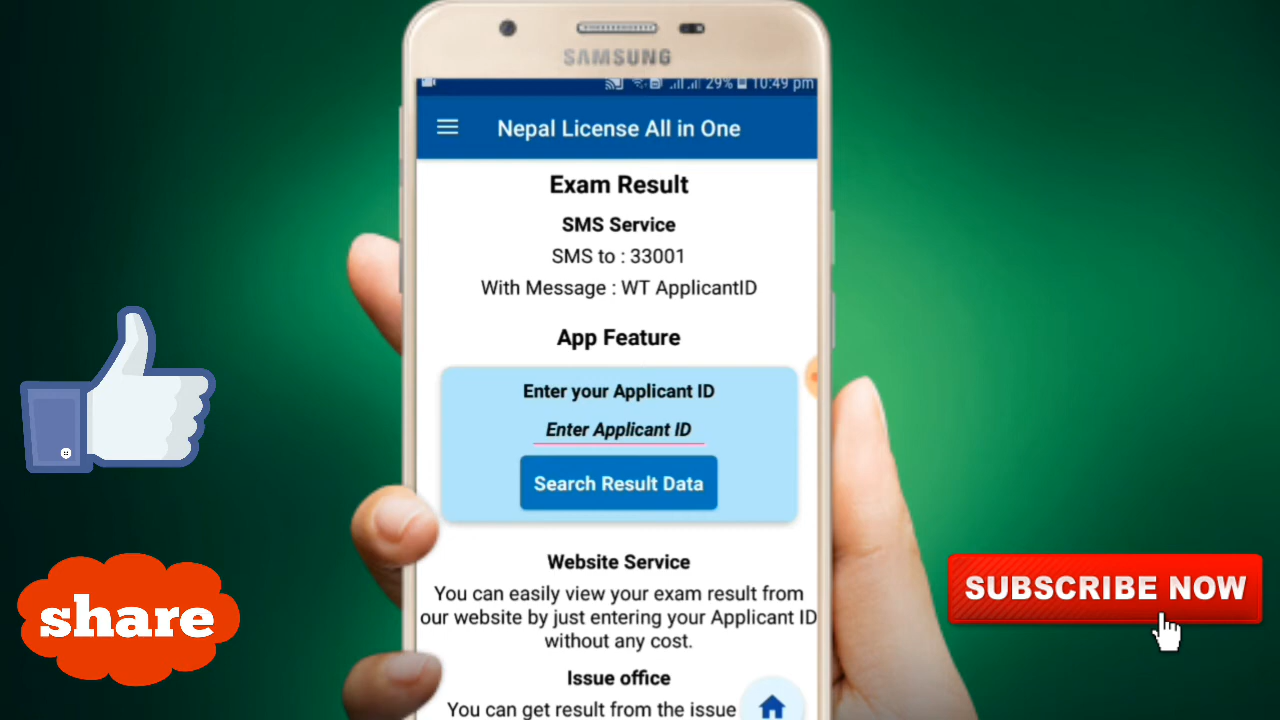 SAMSUNG
29% 10:49 pm
Nepal License All in One
Exam Result
SMS Service
SMS to : 33001
With Message : WT ApplicantID
App Feature
Enter your Applicant ID
Enter Applicant ID
Search Result Data
Website Service
You can easily view your exam result from
our website by just entering your Applicant ID
without any cost.
Issue office
You can get result from the issue
share
SUBSCRIBE NOW